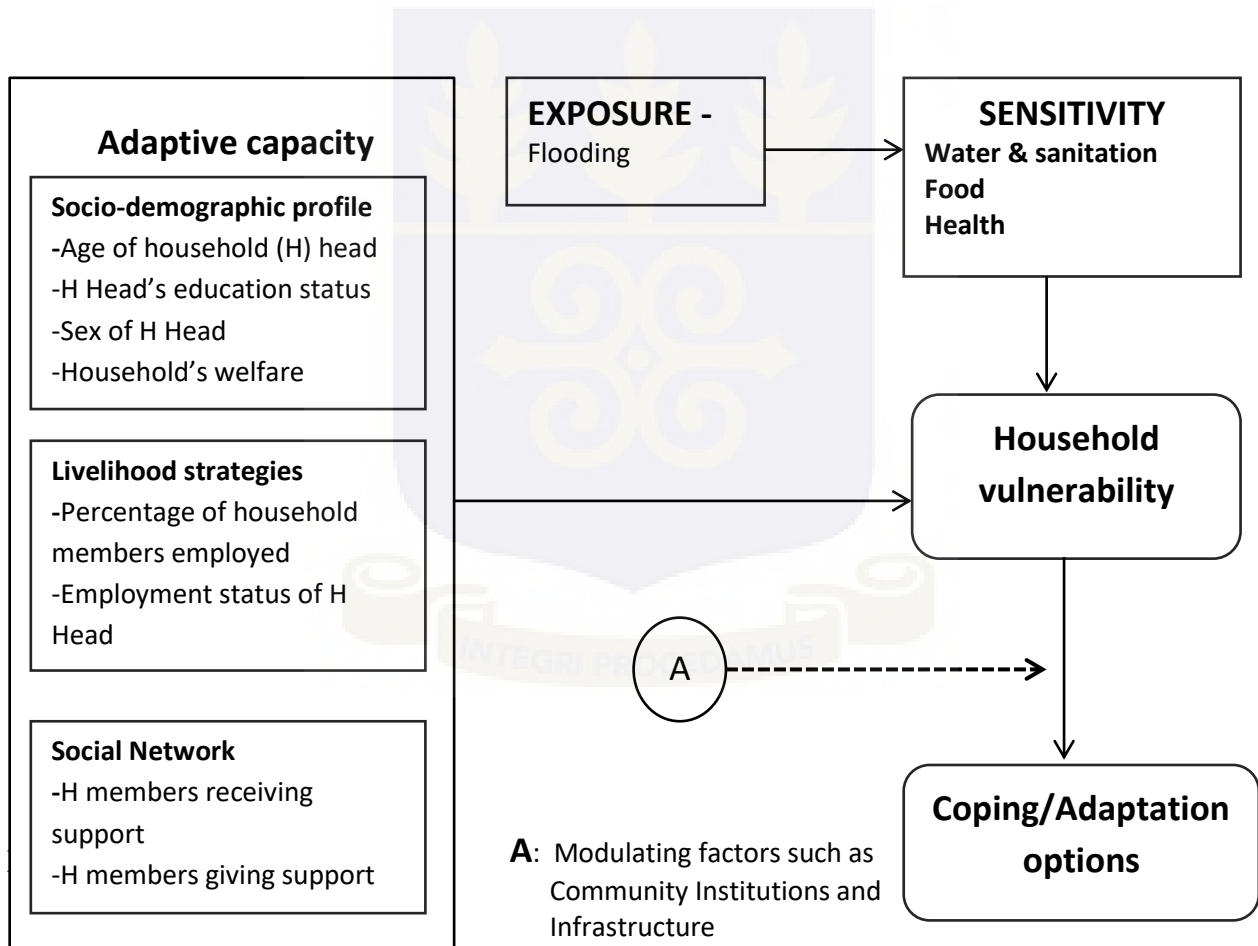 Adaptive capacity
Socio-demographic profile
-Age of household (H) head
-H Head’s education status
-Sex of H Head
-Household’s welfare
Livelihood strategies
-Percentage of household
members employed
-Employment status of H
Head
Social Network
-H members receiving
support
-H members giving support
EXPOSURE -
Flooding
SENSITIVITY
Water & sanitation
Food
Health
Household
vulnerability
A
INTEGRI PROCEDAMUS
Coping/Adaptation
options
A: Modulating factors such as
Community Institutions and
Infrastructure